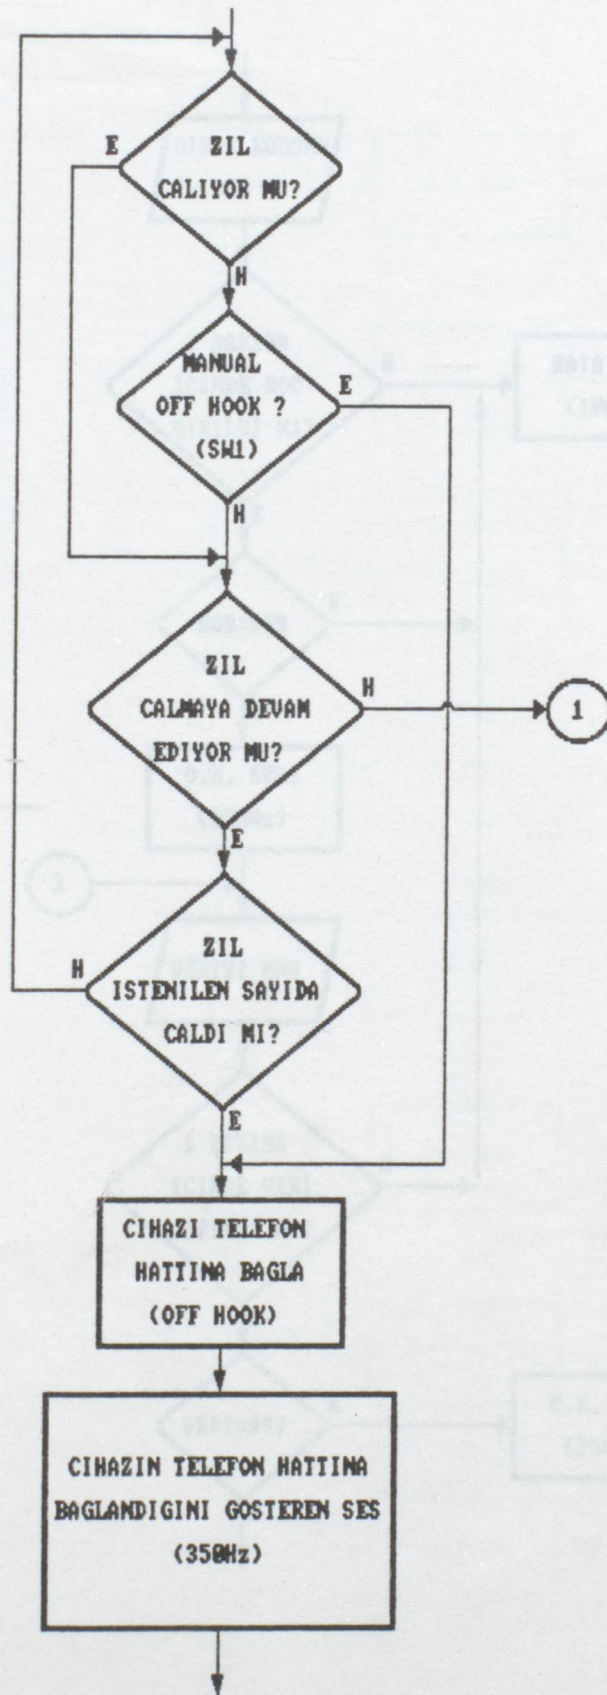 E
ZIL
CALIYOR MU?
H
MANUAL
OFF HOOK ?
(SW1)
E
H
ZIL
CALMAYA DEVAM
EDIYOR MU?
H
1
E
ZIL
ISTENILEN SAYIDA
CALDI MI?
H
E
CIHAZI TELEFON
HATTINA BAGLA
(OFF HOOK)
CIHAZIN TELEFON HATTINA
BAGLANDIGINI GOSTEREN SES
(350Hz)